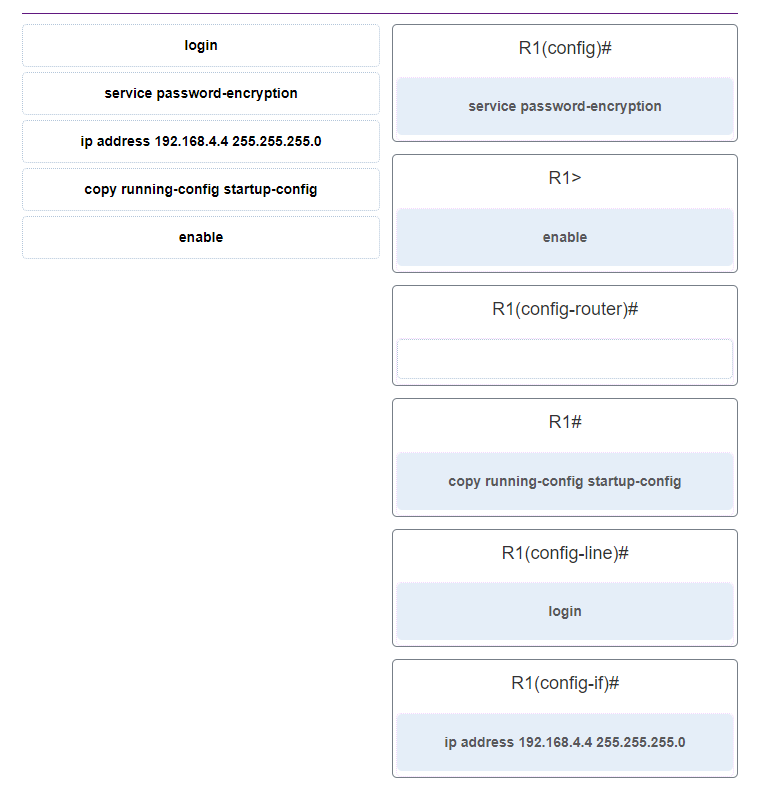 login
service password-encryption
ip address 192.168.4.4 255.255.255.0
copy running-config startup-config
enable
R1(config)#
service password-encryption
R1>
enable
R1(config-router)#
R1#
copy running-config startup-config
R1(config-line)#
login
R1(config-if)#
ip address 192.168.4.4 255.255.255.0